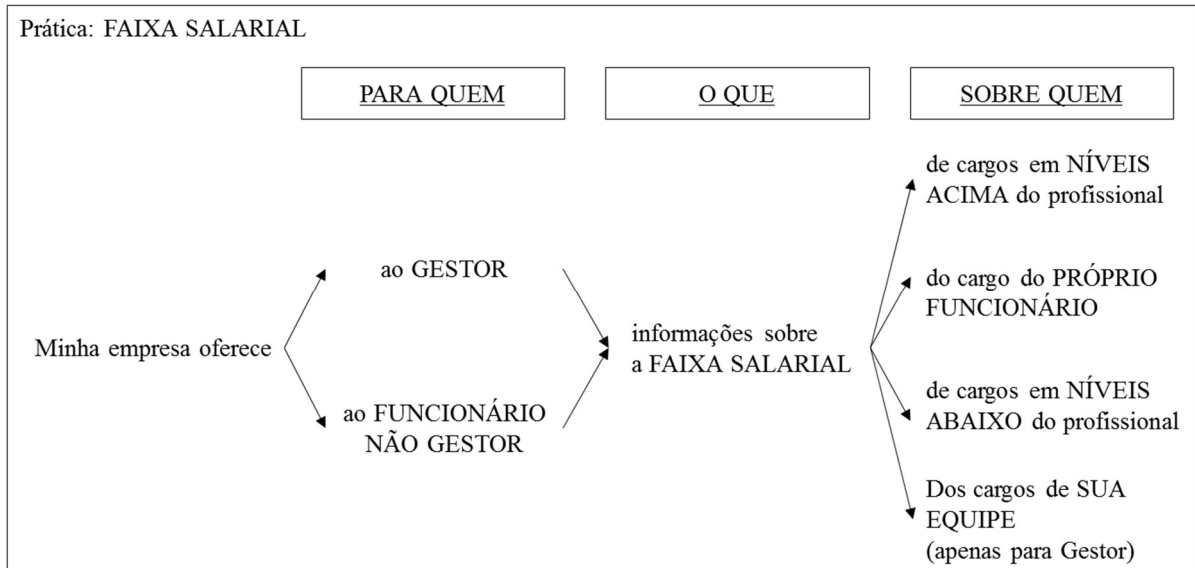 Prática: FAIXA SALARIAL
PARA QUEM
O QUE
SOBRE QUEM
Minha empresa oferece
ao GESTOR
ao FUNCIONÁRIO
NÃO GESTOR
informações sobre
a FAIXA SALARIAL
de cargos em NÍVEIS
ACIMA do profissional
do cargo do PRÓPRIO
FUNCIONÁRIO
de cargos em NÍVEIS
ABAIXO do profissional
Dos cargos de SUA
EQUIPE
(apenas para Gestor)